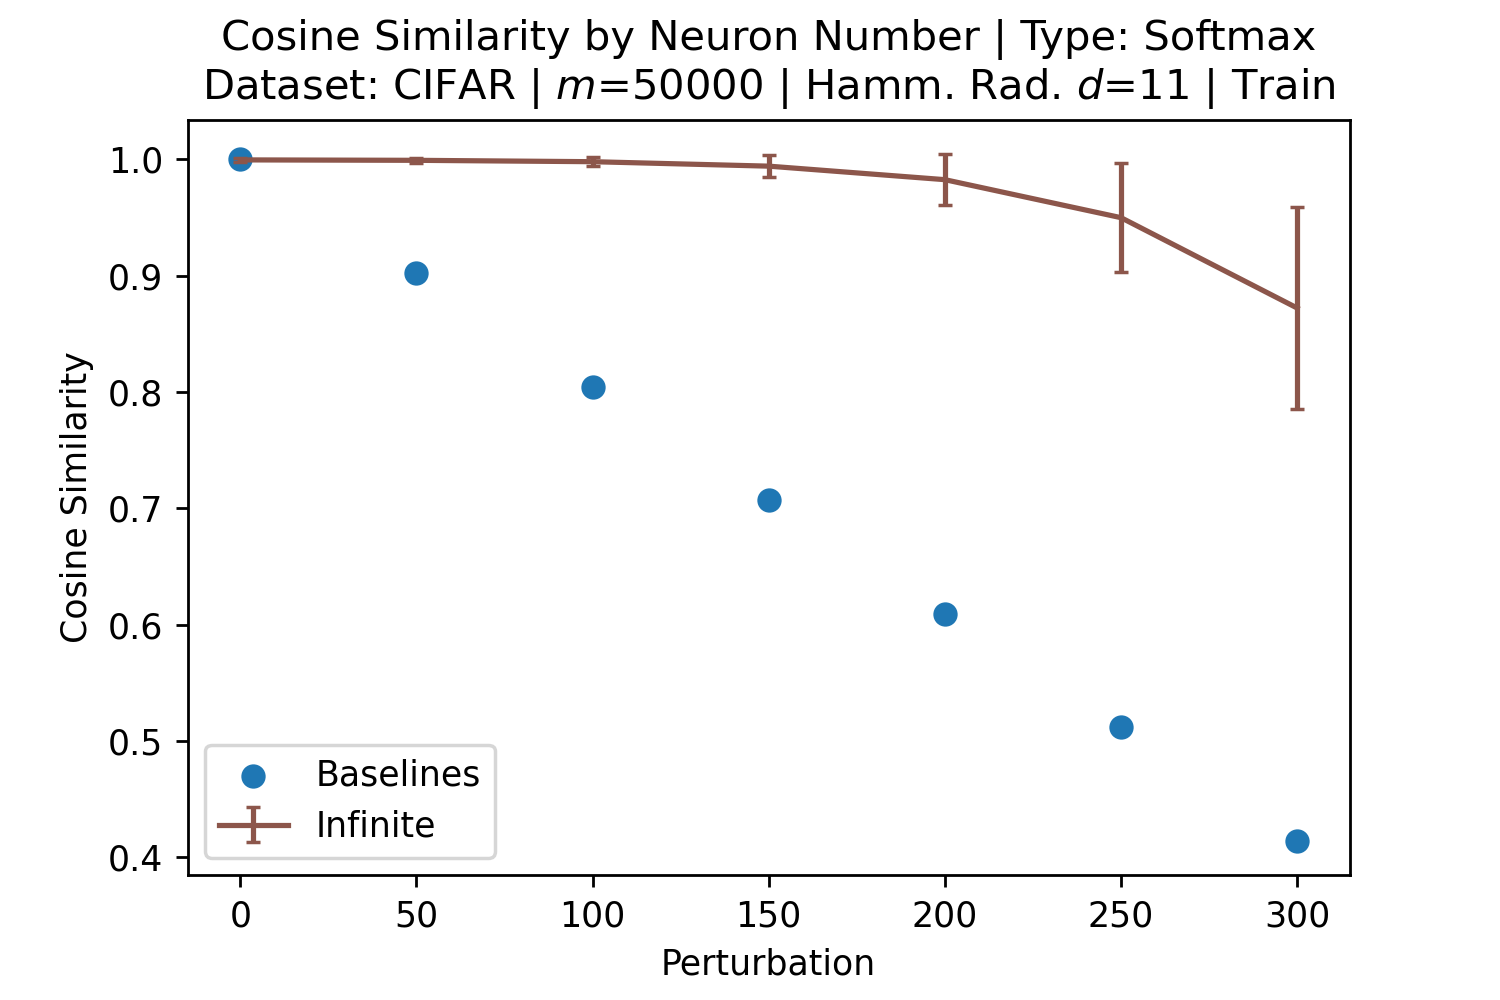 Cosine Similarity by Neuron Number | Type: Softmax
Dataset: CIFAR | m=50000 | Hamm. Rad. d=11 | Train
Cosine Similarity
1.0
0.9
0.8
0.7
0.6
0.5
0.4
Baselines
Infinite
0 50 100 150 200 250 300
Perturbation